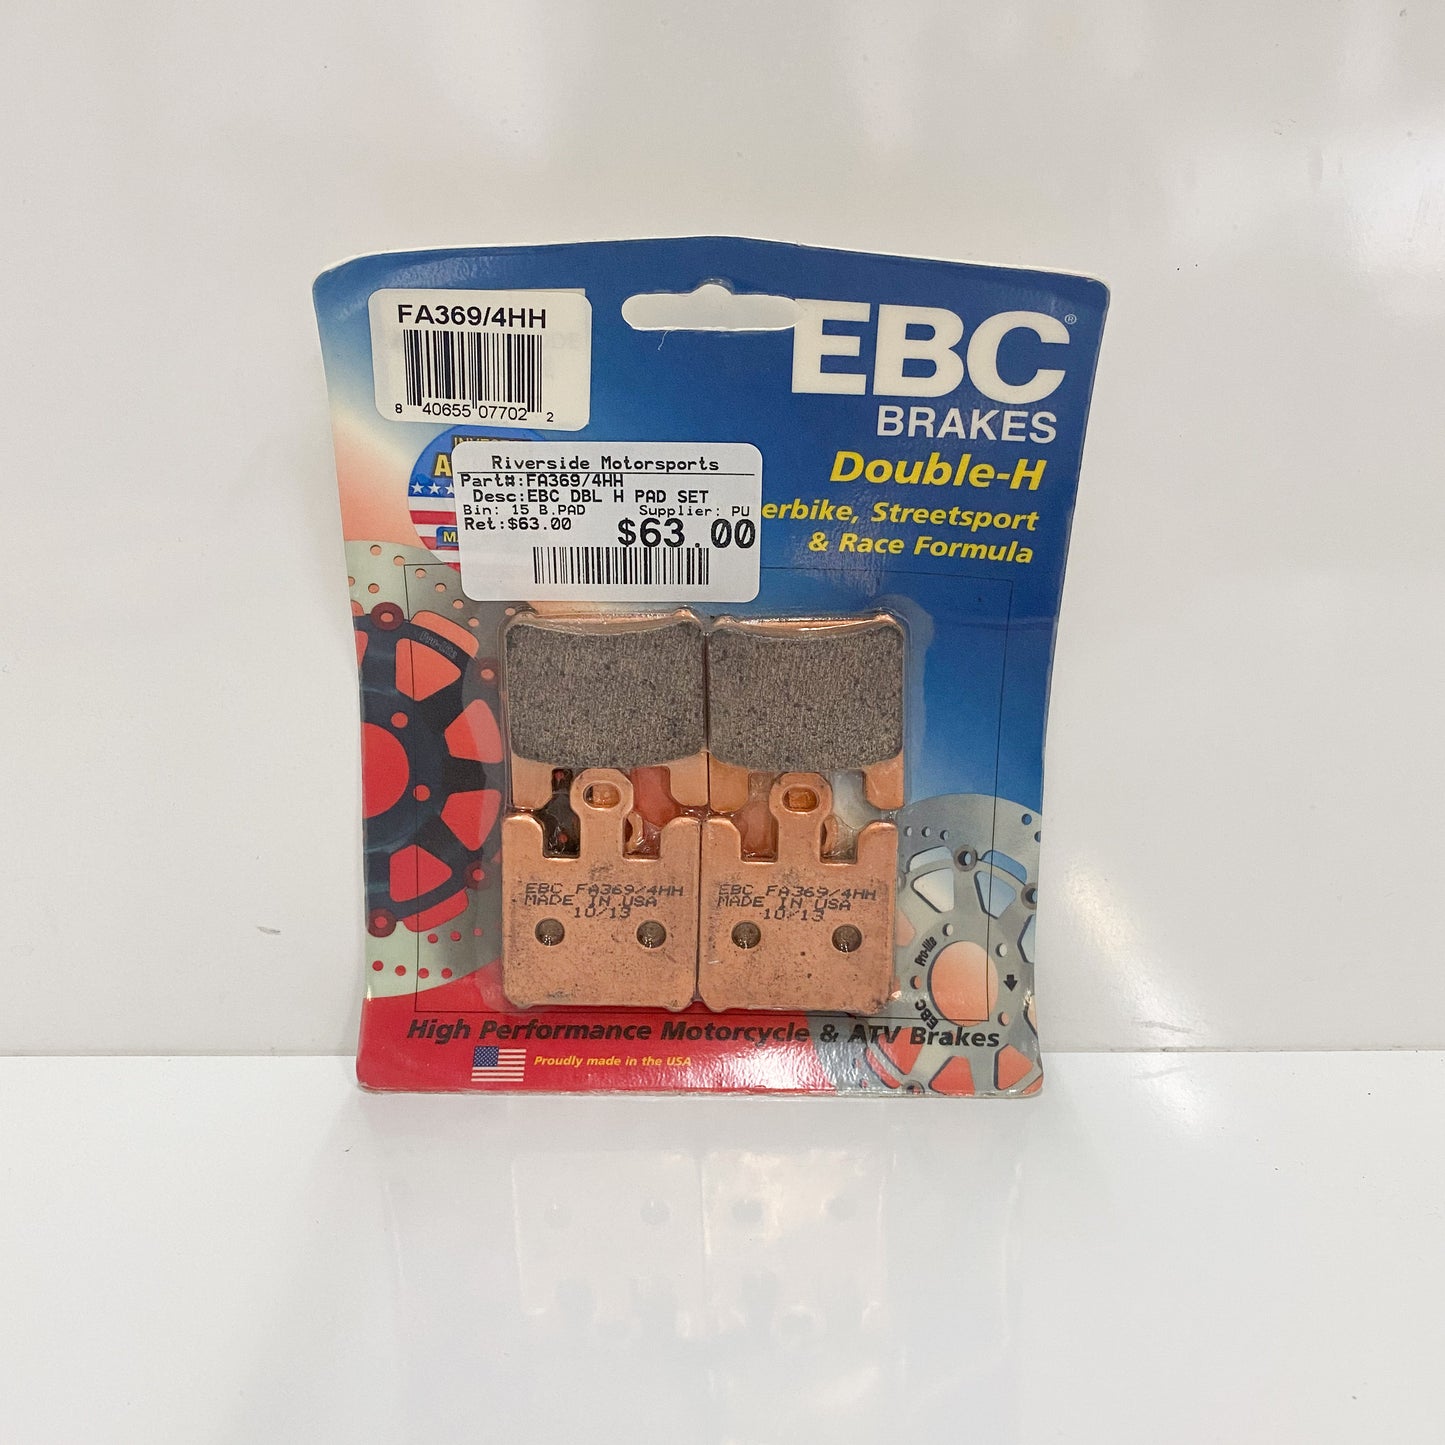 FA369/4HH
8 40655 07702 2
EBC®
BRAKES
Double-H
erbike, Streetsport
& Race Formula
Riverside Motorsports
Part#:FA369/4HH
Desc:EBC DBL H PAD SET
Bin: 15 B.PAD Supplier: PU
Ret:$63.00 $63.00
EBC FA369/4HH
MADE IN USA
10/13
EBC FA369/4HH
MADE IN USA
10/13
Pro-lite
EBC
High Performance Motorcycle & ATV Brakes
Proudly made in the USA